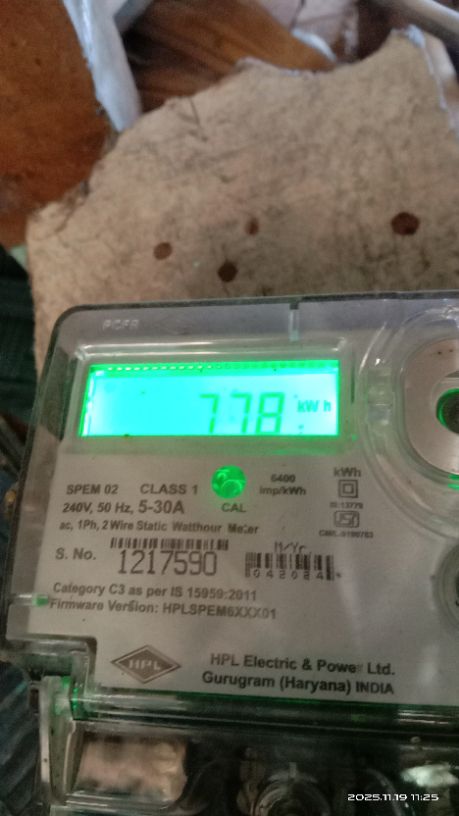 778 kWh
SPEM 02 CLASS 1
6400 imp/kWh
kWh
240V, 50 Hz, 5-30A
CAL
IS:13779
ac, 1Ph, 2 Wire Static Watthour Meter
M/Yr.
S. No. 1217590
042024
Category C3 as per IS 15959:2011
Firmware Version: HPLSPEM6XXX01
HPL
HPL Electric & Power Ltd.
Gurugram (Haryana) INDIA
2025.11.19 11:25